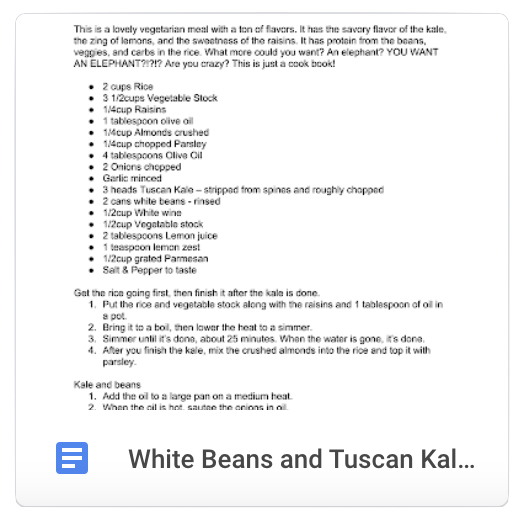 This is a lovely vegetarian meal with a ton of flavors. It has the savory flavor of the kale,
the zing of lemons, and the sweetness of the raisins. It has protein from the beans,
veggies, and carbs in the rice. What more could you want? An elephant? YOU WANT
AN ELEPHANT?!?!? Are you crazy? This is just a cook book!
● 2 cups Rice
● 3 1/2cups Vegetable Stock
● 1/4cup Raisins
● 1 tablespoon olive oil
● 1/4cup Almonds crushed
● 1/4cup chopped Parsley
● 4 tablespoons Olive Oil
● 2 Onions chopped
● Garlic minced
● 3 heads Tuscan Kale – stripped from spines and roughly chopped
● 2 cans white beans - rinsed
● 1/2cup White wine
● 1/2cup Vegetable stock
● 2 tablespoons Lemon juice
● 1 teaspoon lemon zest
● 1/2cup grated Parmesan
● Salt & Pepper to taste
Get the rice going first, then finish it after the kale is done.
1. Put the rice and vegetable stock along with the raisins and 1 tablespoon of oil in
a pot.
2. Bring it to a boil, then lower the heat to a simmer.
3. Simmer until it's done, about 25 minutes. When the water is gone, it's done.
4. After you finish the kale, mix the crushed almonds into the rice and top it with
parsley.
Kale and beans
1. Add the oil to a large pan on a medium heat.
2. When the oil is hot, sautee the onions in oil.
White Beans and Tuscan Kal...